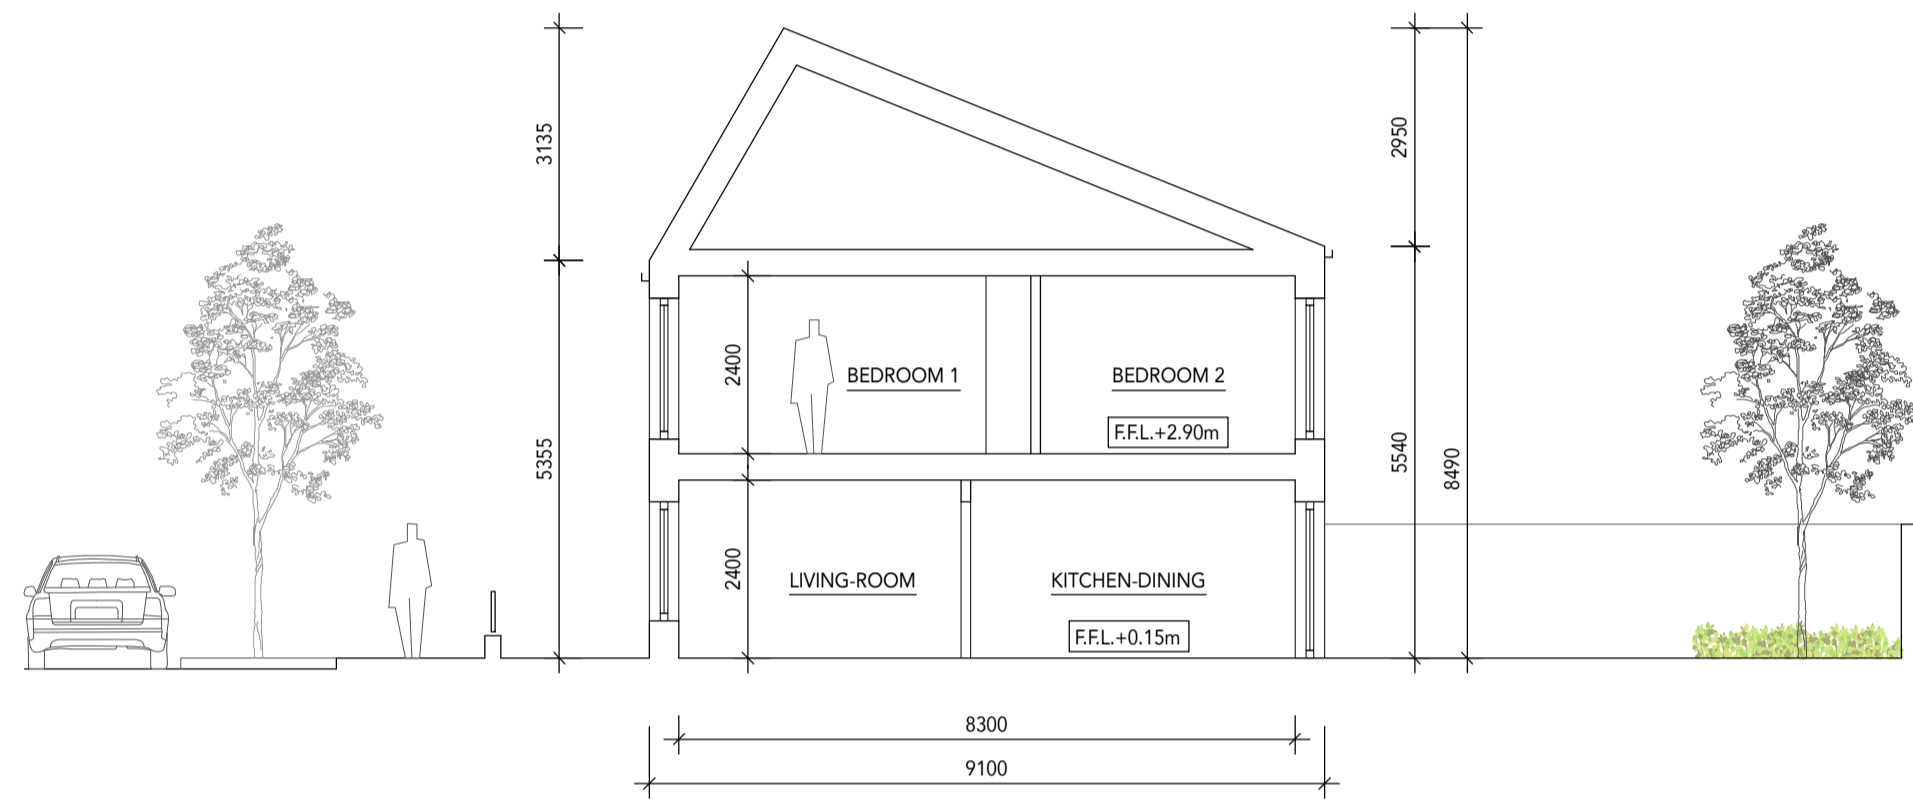 3135
2950
2400
BEDROOM 1
BEDROOM 2
F.F.L.+2.90m
5355
5540
8490
2400
LIVING-ROOM
KITCHEN-DINING
F.F.L.+0.15m
8300
9100